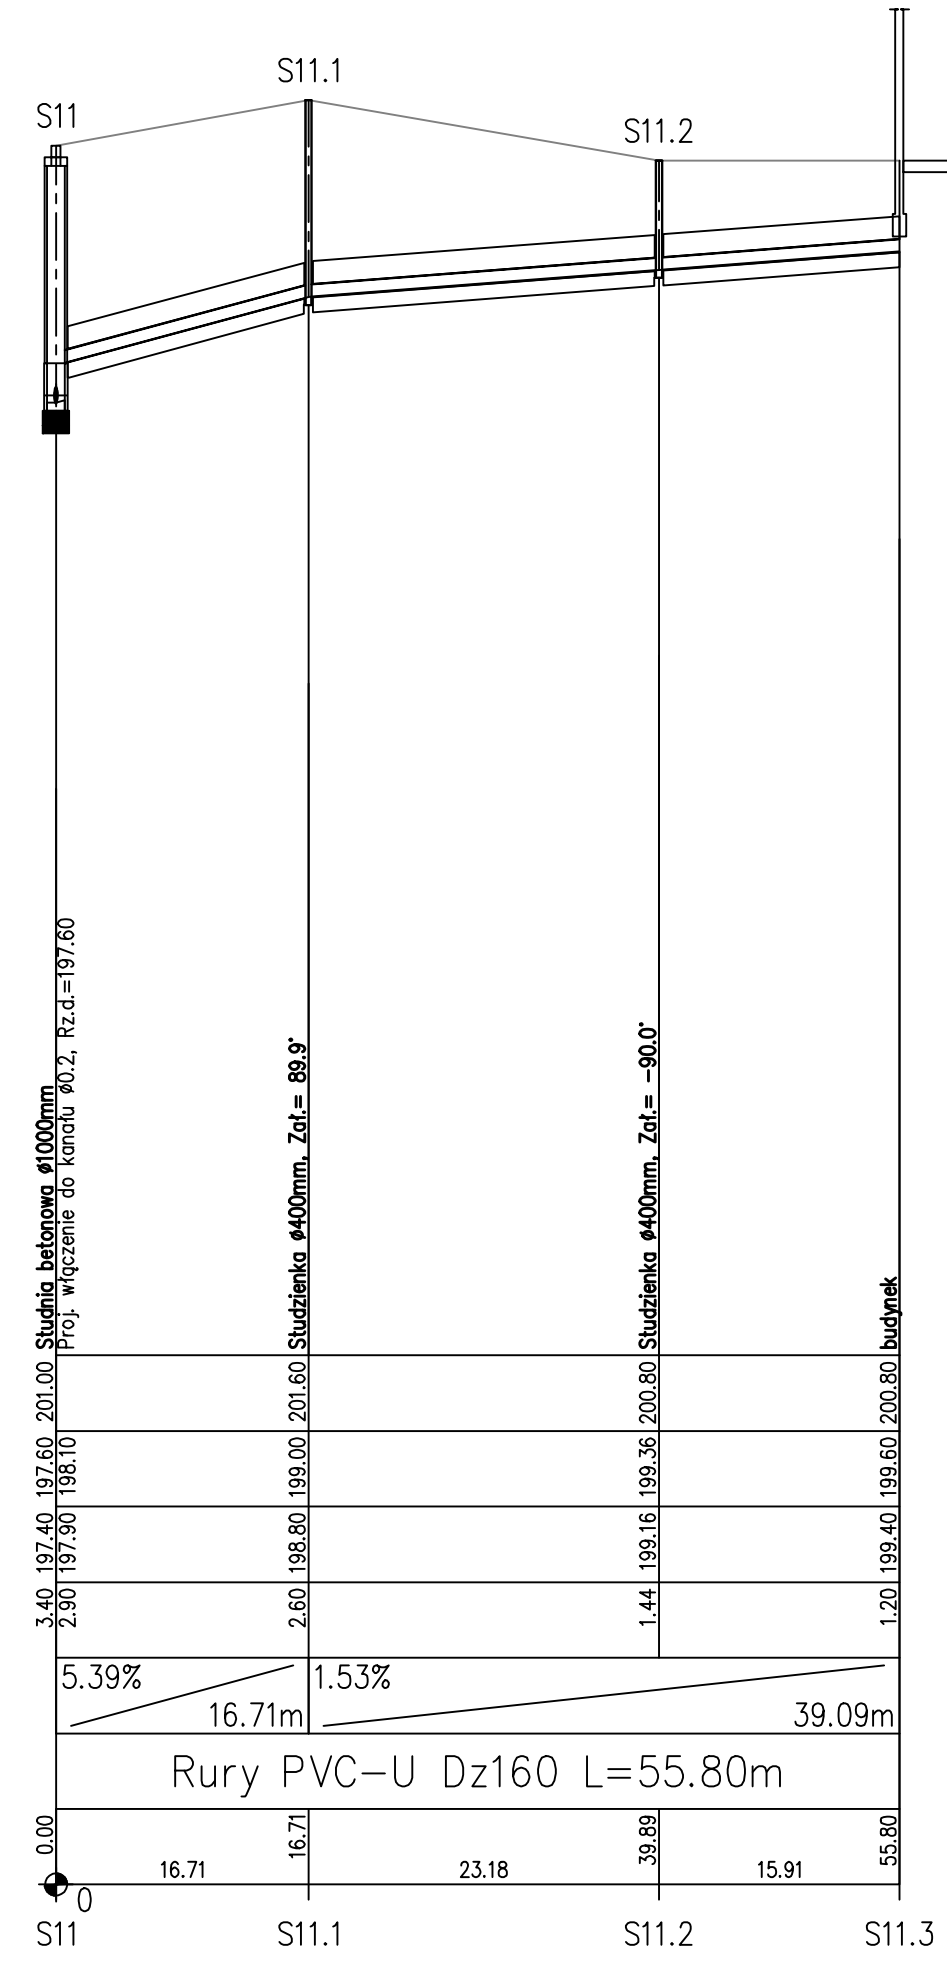 S11
S11.1
S11.2
Studnia betonowa ø1000mm
Proj. włączenie do kanału ø0.2, Rz.d.=197.60
Studzienka ø400mm, Zał.= 89.9°
Studzienka ø400mm, Zał.= -90.0°
budynek
201.00 201.60 200.80 200.80
197.60 198.10 199.00 199.36 199.60
197.40 197.90 198.80 199.16 199.40
3.40 2.90 2.60 1.44 1.20
5.39% 1.53%
16.71m 39.09m
Rury PVC-U Dz160 L=55.80m
0.00 16.71 39.89 55.80
16.71 23.18 15.91
0
S11 S11.1 S11.2 S11.3